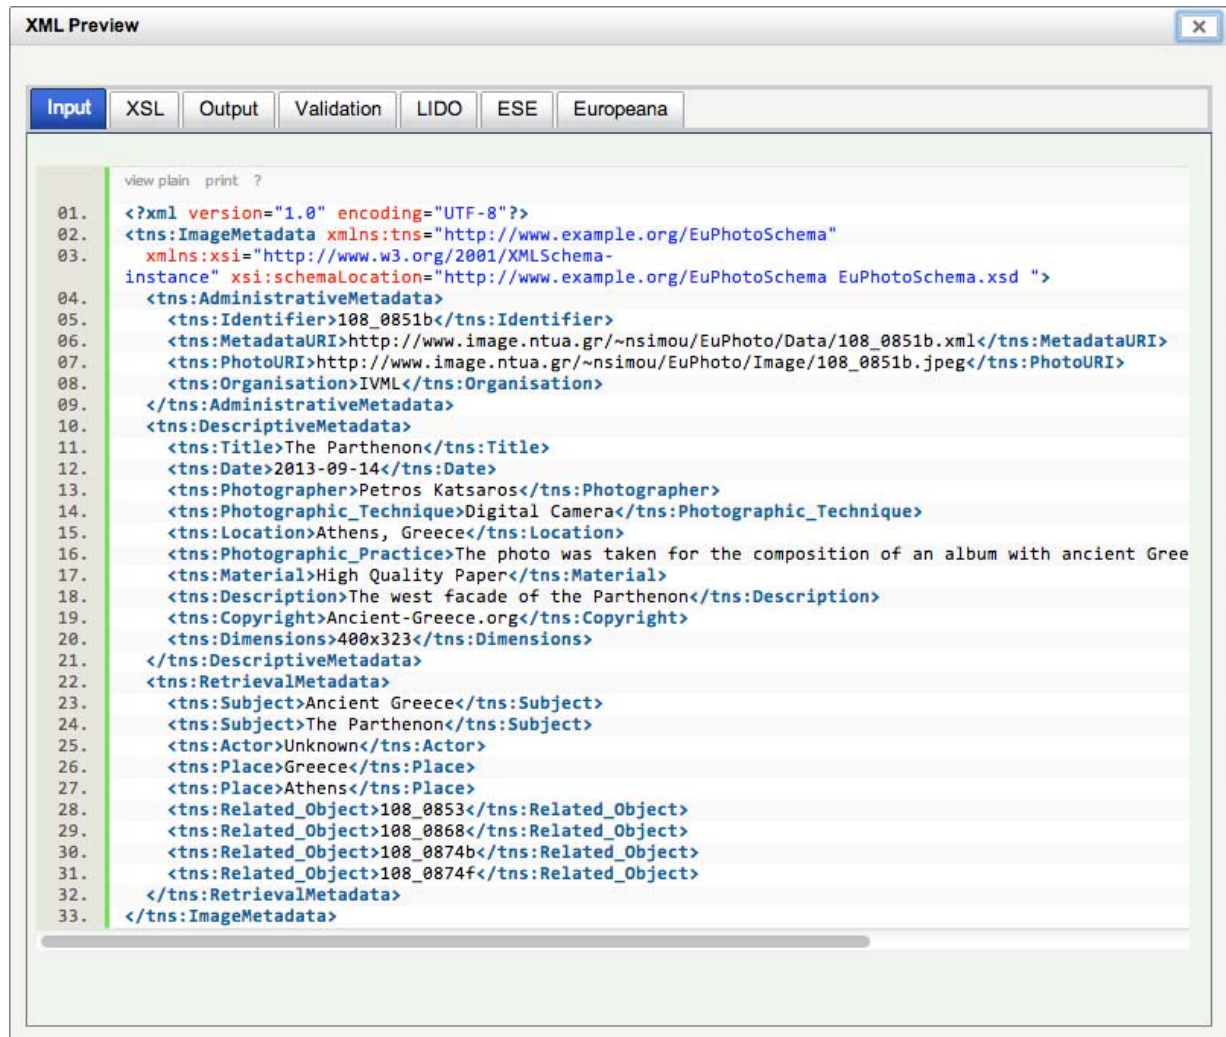 XML Preview
Input XSL Output Validation LIDO ESE Europeana
view plain print ?
01. <?xml version="1.0" encoding="UTF-8"?>
02. <tns:ImageMetadata xmlns:tns="http://www.example.org/EuPhotoSchema"
03. xmlns:xsi="http://www.w3.org/2001/XMLSchema-
instance" xsi:schemaLocation="http://www.example.org/EuPhotoSchema EuPhotoSchema.xsd ">
04. <tns:AdministrativeMetadata>
05. <tns:Identifier>108_0851b</tns:Identifier>
06. <tns:MetadataURI>http://www.image.ntua.gr/~nsimou/EuPhoto/Data/108_0851b.xml</tns:MetadataURI>
07. <tns:PhotoURI>http://www.image.ntua.gr/~nsimou/EuPhoto/Image/108_0851b.jpeg</tns:PhotoURI>
08. <tns:Organisation>IVML</tns:Organisation>
09. </tns:AdministrativeMetadata>
10. <tns:DescriptiveMetadata>
11. <tns:Title>The Parthenon</tns:Title>
12. <tns:Date>2013-09-14</tns:Date>
13. <tns:Photographer>Petros Katsaros</tns:Photographer>
14. <tns:Photographic_Technique>Digital Camera</tns:Photographic_Technique>
15. <tns:Location>Athens, Greece</tns:Location>
16. <tns:Photographic_Practice>The photo was taken for the composition of an album with ancient Gree
17. <tns:Material>High Quality Paper</tns:Material>
18. <tns:Description>The west facade of the Parthenon</tns:Description>
19. <tns:Copyright>Ancient-Greece.org</tns:Copyright>
20. <tns:Dimensions>400x323</tns:Dimensions>
21. </tns:DescriptiveMetadata>
22. <tns:RetrievalMetadata>
23. <tns:Subject>Ancient Greece</tns:Subject>
24. <tns:Subject>The Parthenon</tns:Subject>
25. <tns:Actor>Unknown</tns:Actor>
26. <tns:Place>Greece</tns:Place>
27. <tns:Place>Athens</tns:Place>
28. <tns:Related_Object>108_0853</tns:Related_Object>
29. <tns:Related_Object>108_0868</tns:Related_Object>
30. <tns:Related_Object>108_0874b</tns:Related_Object>
31. <tns:Related_Object>108_0874f</tns:Related_Object>
32. </tns:RetrievalMetadata>
33. </tns:ImageMetadata>